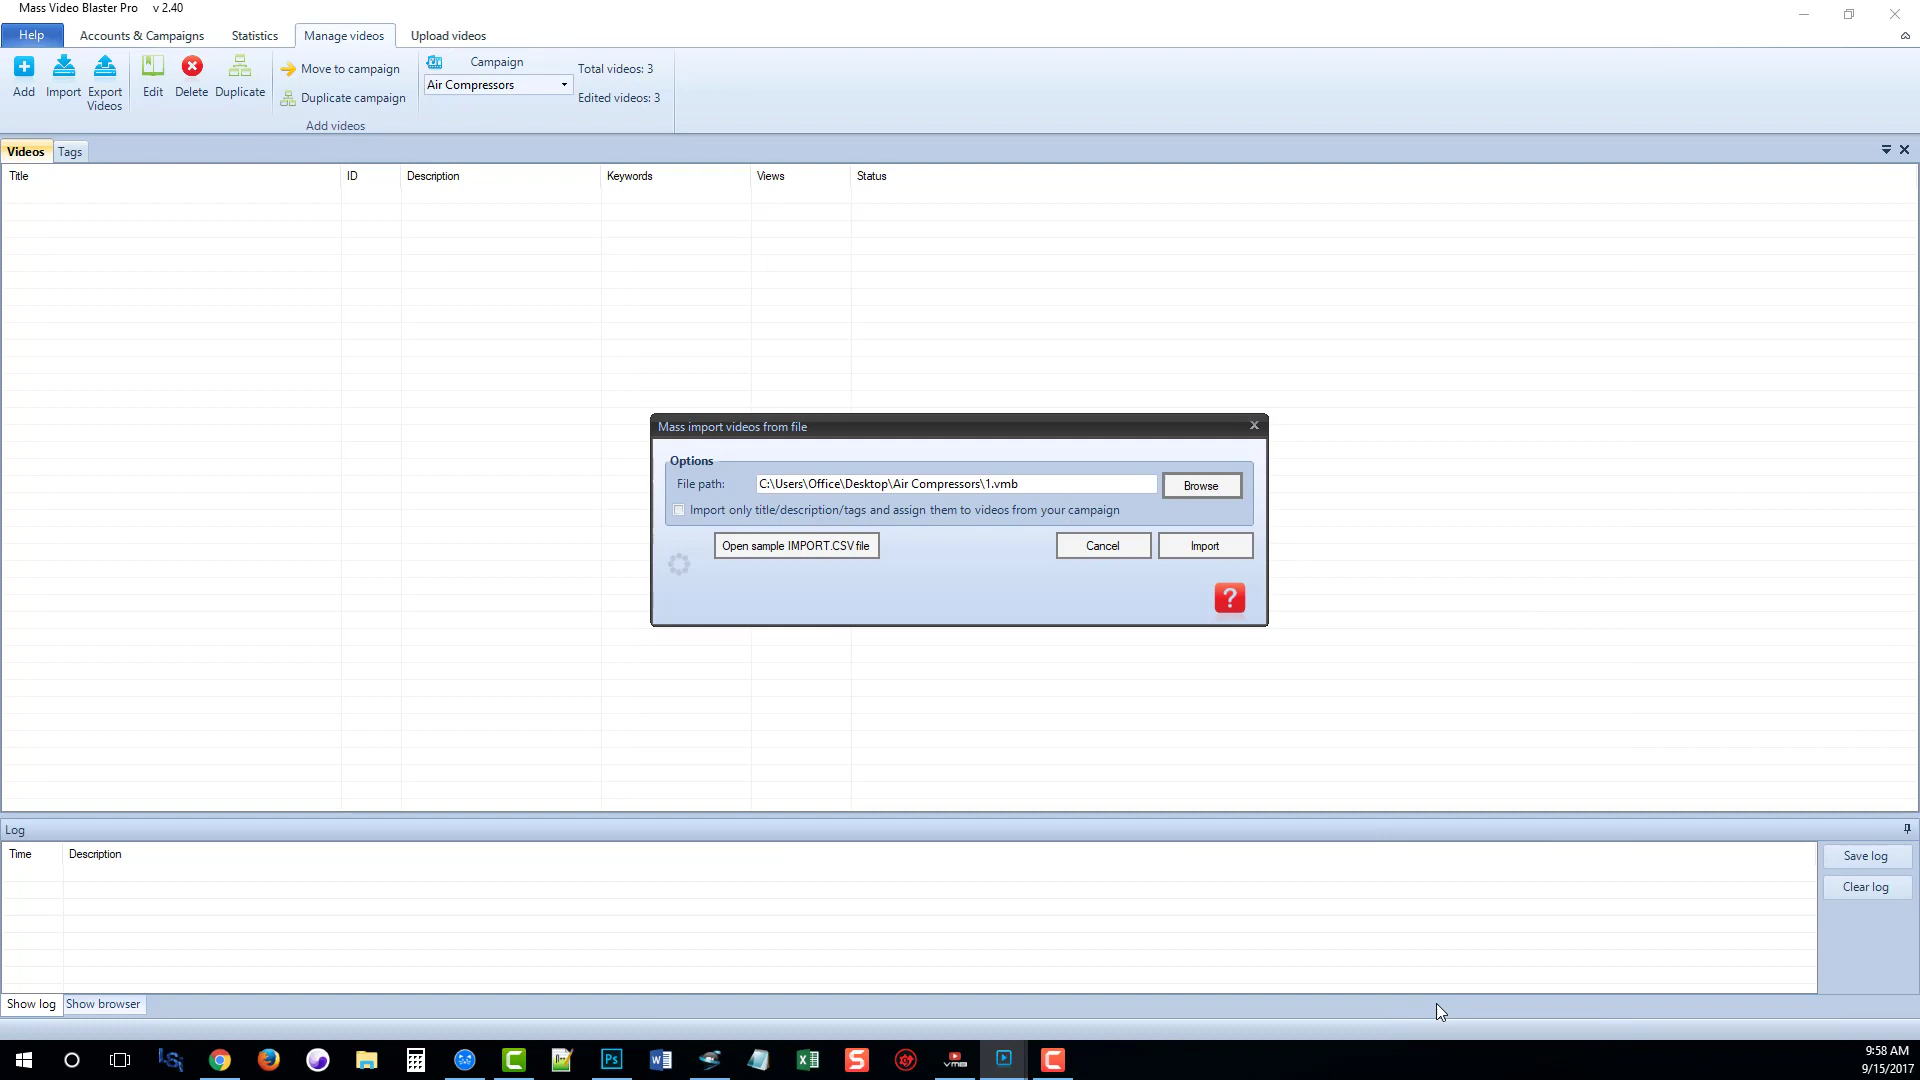 Mass Video Blaster Pro v 2.40
Help Accounts & Campaigns Statistics Manage videos Upload videos
Add Import Export Videos Edit Delete Duplicate
Move to campaign
Duplicate campaign
Add videos
Campaign
Air Compressors
Total videos: 3
Edited videos: 3
Videos Tags
Title ID Description Keywords Views Status
Mass import videos from file x
Options
File path: C:\Users\Office\Desktop\Air Compressors\1.vmb Browse
Import only title/description/tags and assign them to videos from your campaign
Open sample IMPORT.CSV file Cancel Import
?
Log
Time Description
Save log
Clear log
Show log Show browser
Ps
VMB
9:58 AM
9/15/2017